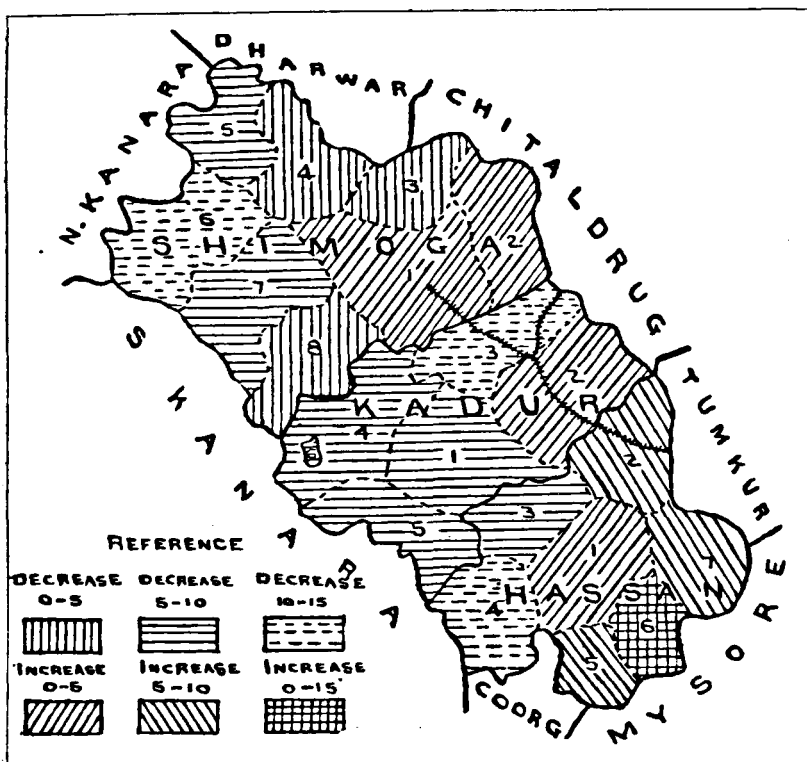 DHARWAR
CHITALDRUG
N. KANARA
TUMKUR
S KANARA
MYSORE
COORG
SHIMOGA
5
4
3
6
2
1
7
8
KADUR
3
2
4
1
5
HASSAN
2
3
1
7
4
6
5
REFERENCE
DECREASE DECREASE DECREASE
0-5 5-10 10-15
INCREASE INCREASE INCREASE
0-5 5-10 0-15